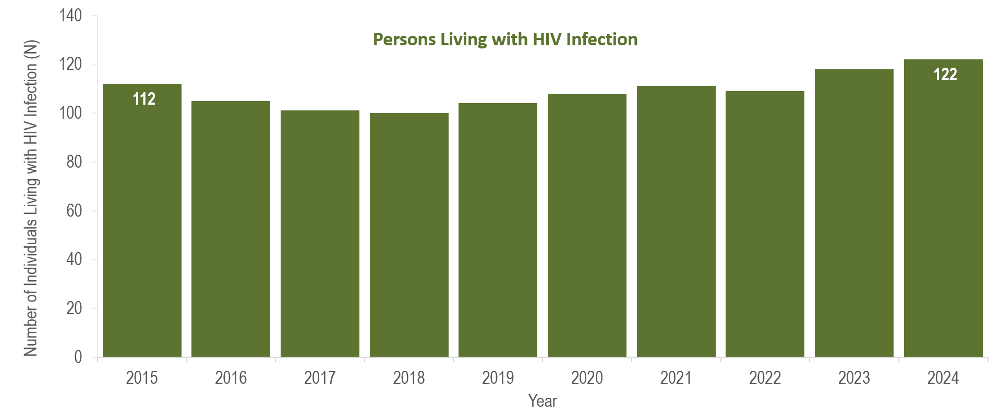 Persons Living with HIV Infection
Number of Individuals Living with HIV Infection (N)
140
120
100
80
60
40
20
0
112
122
2015 2016 2017 2018 2019 2020 2021 2022 2023 2024
Year